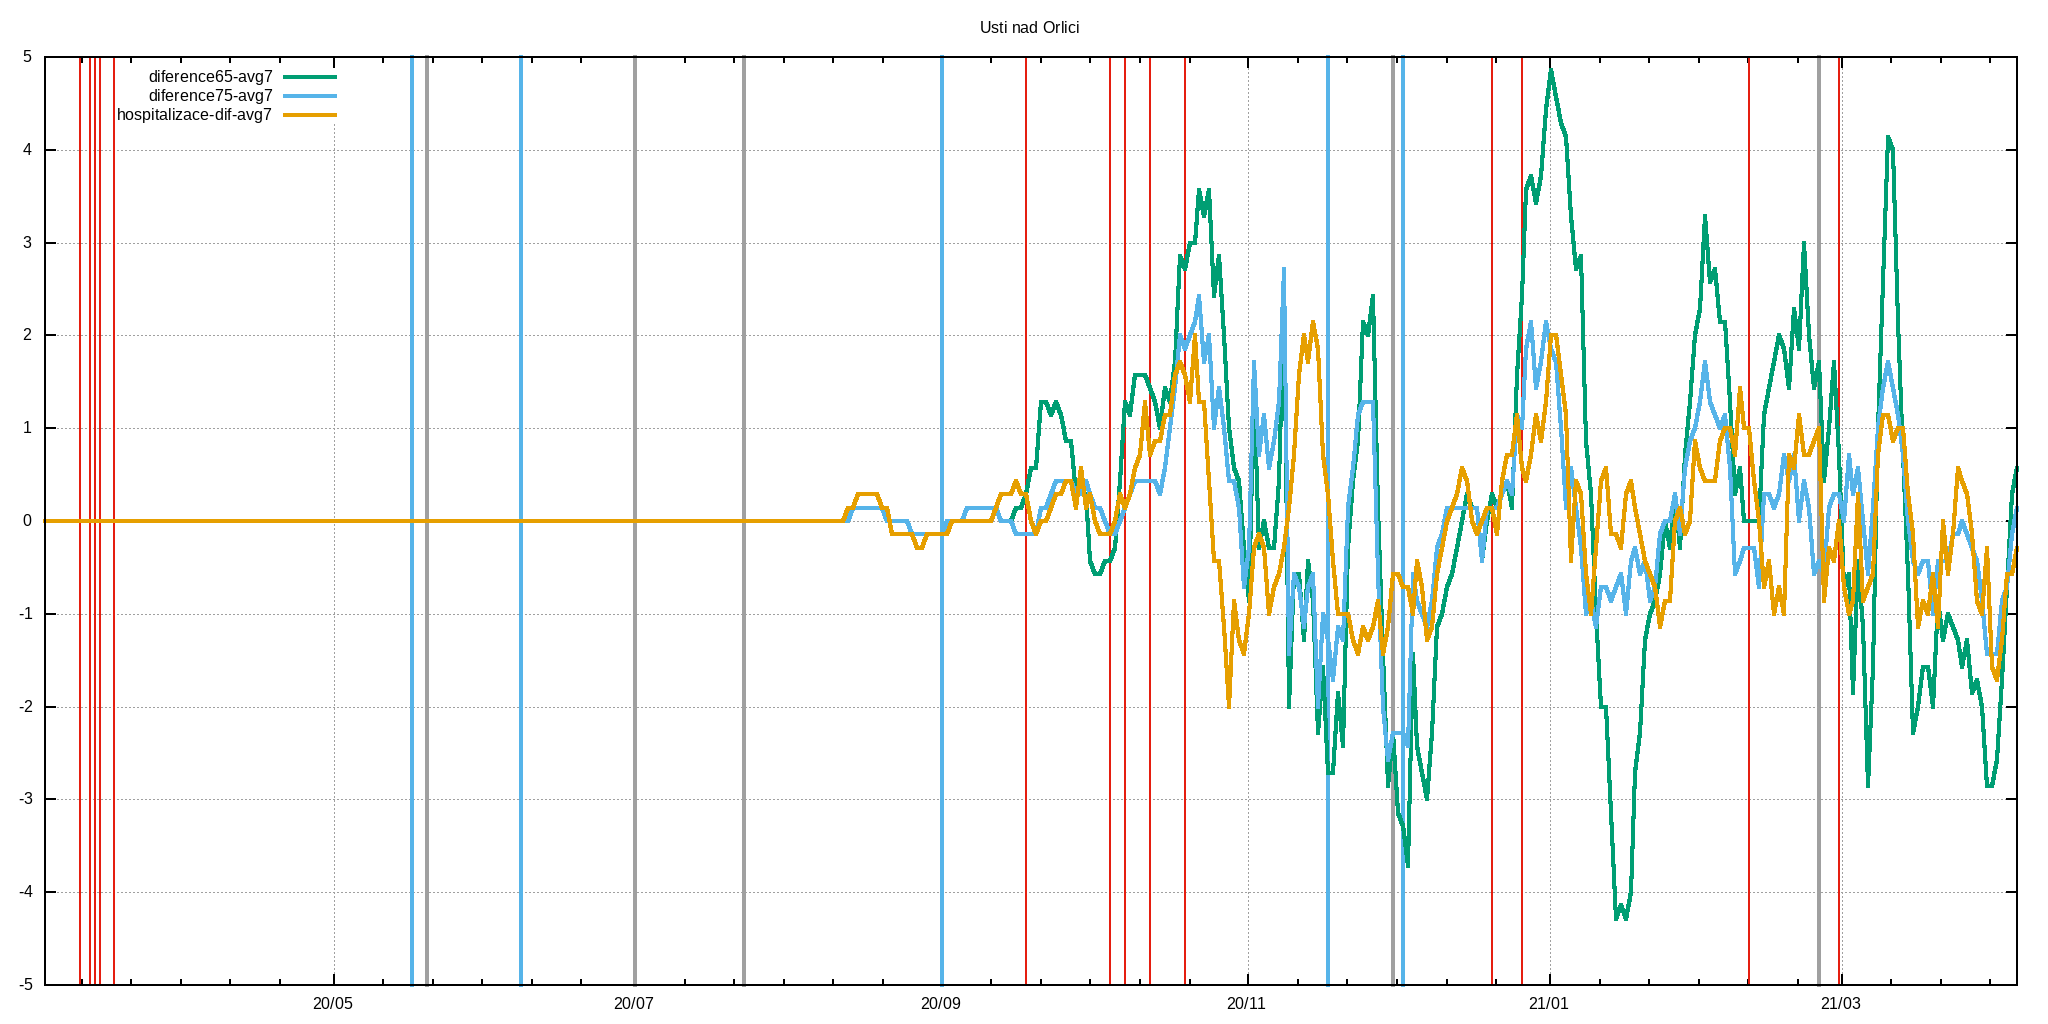 Usti nad Orlici
5
diference65-avg7
diference75-avg7
hospitalizace-dif-avg7
4
3
2
1
0
-1
-2
-3
-4
-5
20/05 20/07 20/09 20/11 21/01 21/03